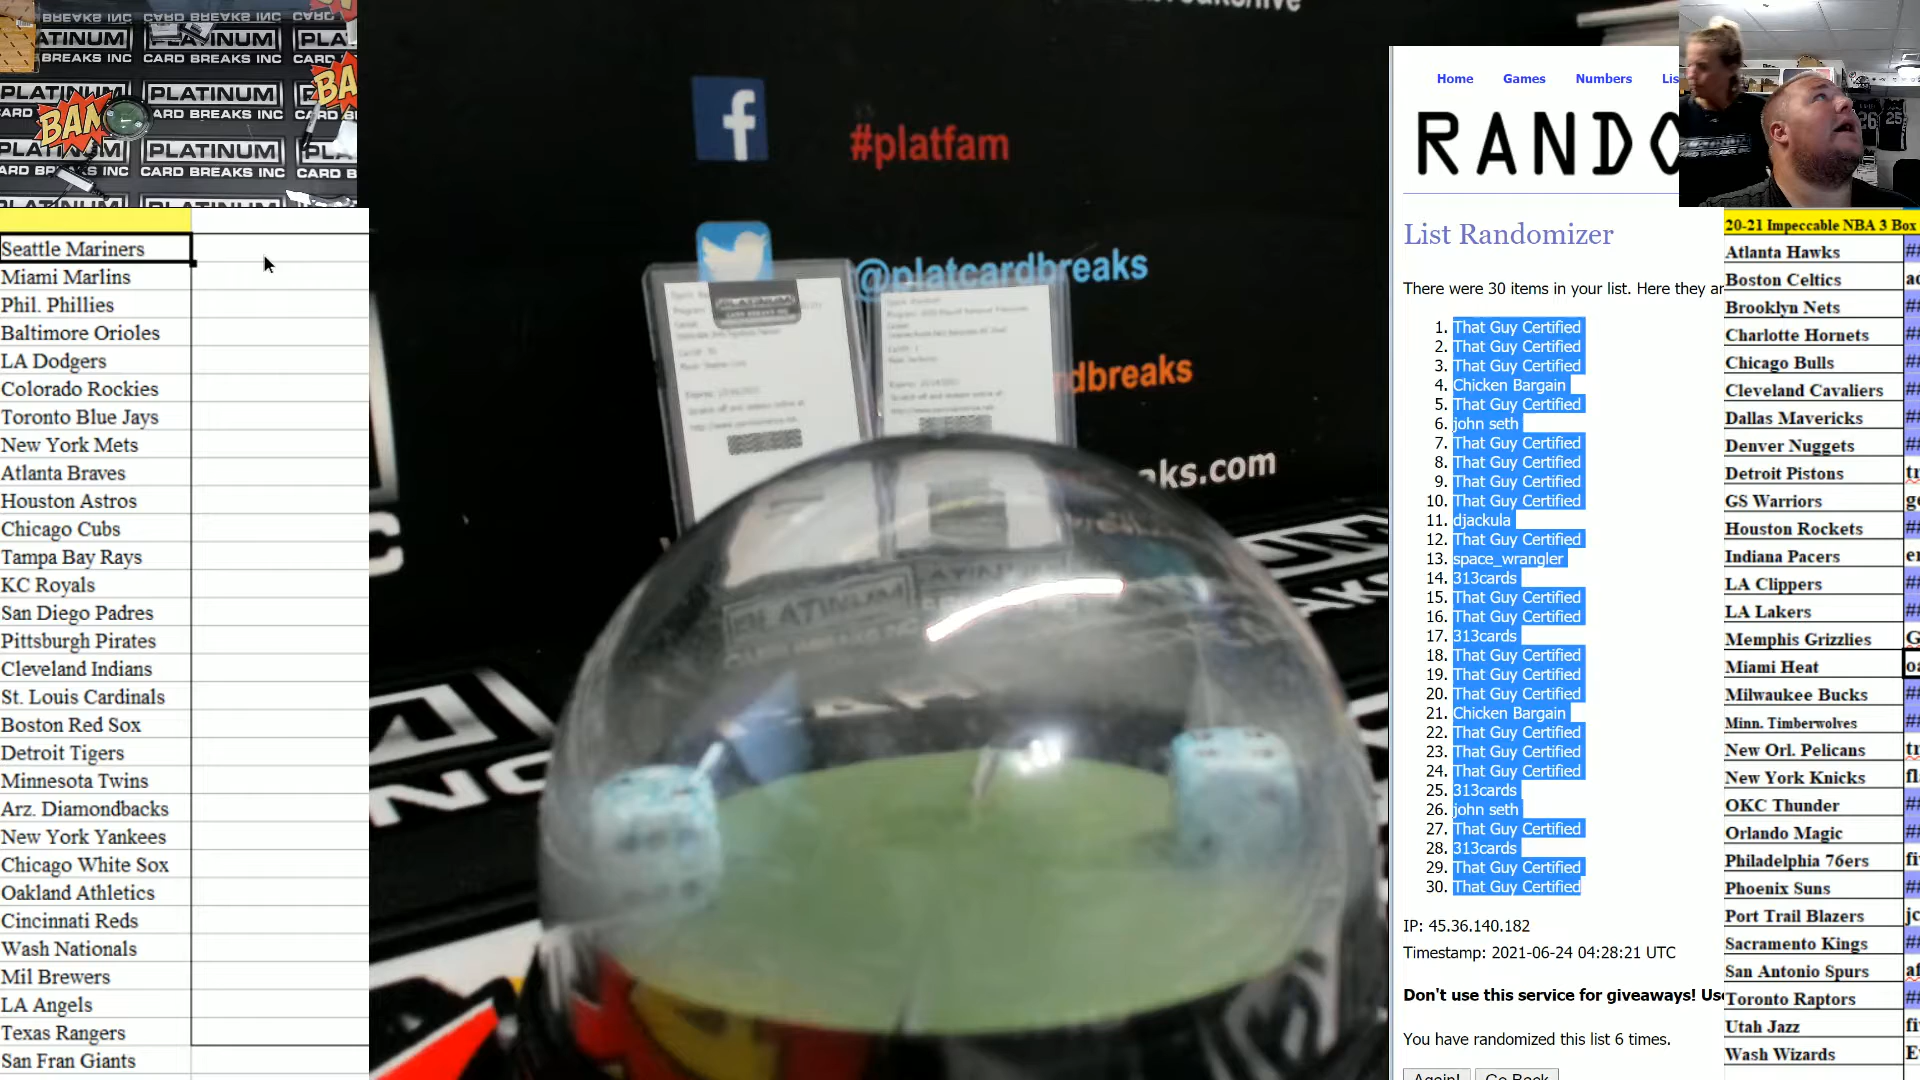 PLATINUM
CARD BREAKS INC
BAM
Seattle Mariners
Miami Marlins
Phil. Phillies
Baltimore Orioles
LA Dodgers
Colorado Rockies
Toronto Blue Jays
New York Mets
Atlanta Braves
Houston Astros
Chicago Cubs
Tampa Bay Rays
KC Royals
San Diego Padres
Pittsburgh Pirates
Cleveland Indians
St. Louis Cardinals
Boston Red Sox
Detroit Tigers
Minnesota Twins
Arz. Diamondbacks
New York Yankees
Chicago White Sox
Oakland Athletics
Cincinnati Reds
Wash Nationals
Mil Brewers
LA Angels
Texas Rangers
San Fran Giants
#platfam
@platcardbreaks
dbreaks
aks.com
Home Games Numbers Lis
RANDO
List Randomizer
There were 30 items in your list. Here they ar
1. That Guy Certified
2. That Guy Certified
3. That Guy Certified
4. Chicken Bargain
5. That Guy Certified
6. john seth
7. That Guy Certified
8. That Guy Certified
9. That Guy Certified
10. That Guy Certified
11. djackula
12. That Guy Certified
13. space_wrangler
14. 313cards
15. That Guy Certified
16. That Guy Certified
17. 313cards
18. That Guy Certified
19. That Guy Certified
20. That Guy Certified
21. Chicken Bargain
22. That Guy Certified
23. That Guy Certified
24. That Guy Certified
25. 313cards
26. john seth
27. That Guy Certified
28. 313cards
29. That Guy Certified
30. That Guy Certified
IP: 45.36.140.182
Timestamp: 2021-06-24 04:28:21 UTC
Don't use this service for giveaways! Use
You have randomized this list 6 times.
Again! Go Back
20-21 Impeccable NBA 3 Box
Atlanta Hawks ##
Boston Celtics
Brooklyn Nets ##
Charlotte Hornets ##
Chicago Bulls ##
Cleveland Cavaliers ##
Dallas Mavericks ##
Denver Nuggets ##
Detroit Pistons
GS Warriors
Houston Rockets ##
Indiana Pacers
LA Clippers ##
LA Lakers ##
Memphis Grizzlies
Miami Heat
Milwaukee Bucks ##
Minn. Timberwolves ##
New Orl. Pelicans
New York Knicks
OKC Thunder ##
Orlando Magic ##
Philadelphia 76ers
Phoenix Suns ##
Port Trail Blazers
Sacramento Kings ##
San Antonio Spurs
Toronto Raptors ##
Utah Jazz
Wash Wizards